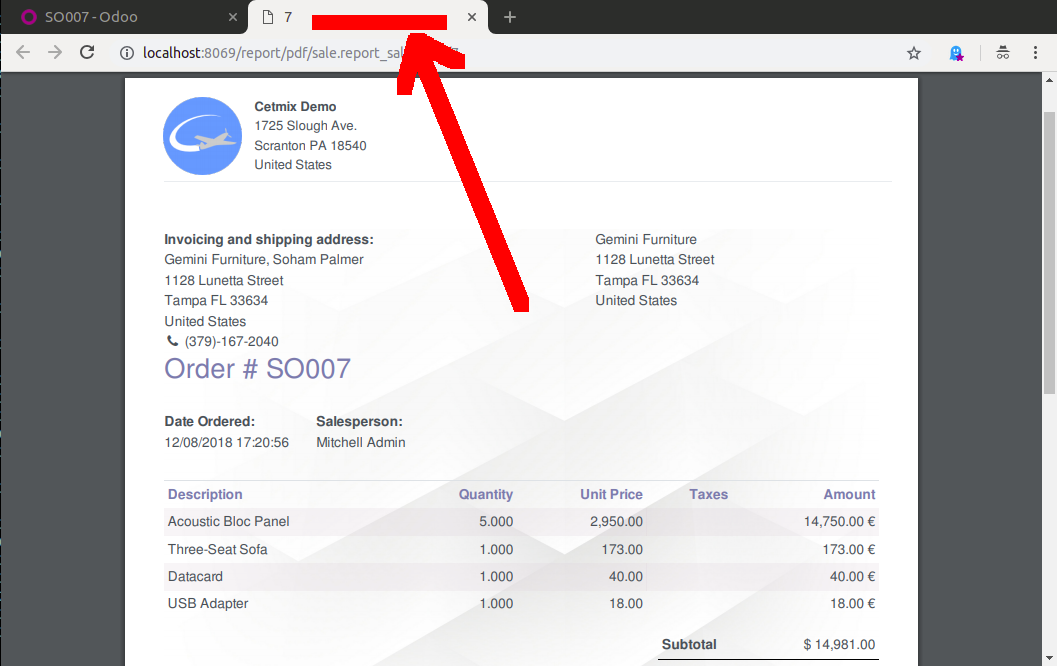 SO007 - Odoo
7
localhost:8069/report/pdf/sale.report_sal
Cetmix Demo
1725 Slough Ave.
Scranton PA 18540
United States
Invoicing and shipping address:
Gemini Furniture, Soham Palmer
1128 Lunetta Street
Tampa FL 33634
United States
(379)-167-2040
Gemini Furniture
1128 Lunetta Street
Tampa FL 33634
United States
Order # SO007
Date Ordered: Salesperson:
12/08/2018 17:20:56 Mitchell Admin
Description Quantity Unit Price Taxes Amount
Acoustic Bloc Panel 5.000 2,950.00 14,750.00 €
Three-Seat Sofa 1.000 173.00 173.00 €
Datacard 1.000 40.00 40.00 €
USB Adapter 1.000 18.00 18.00 €
Subtotal $ 14,981.00